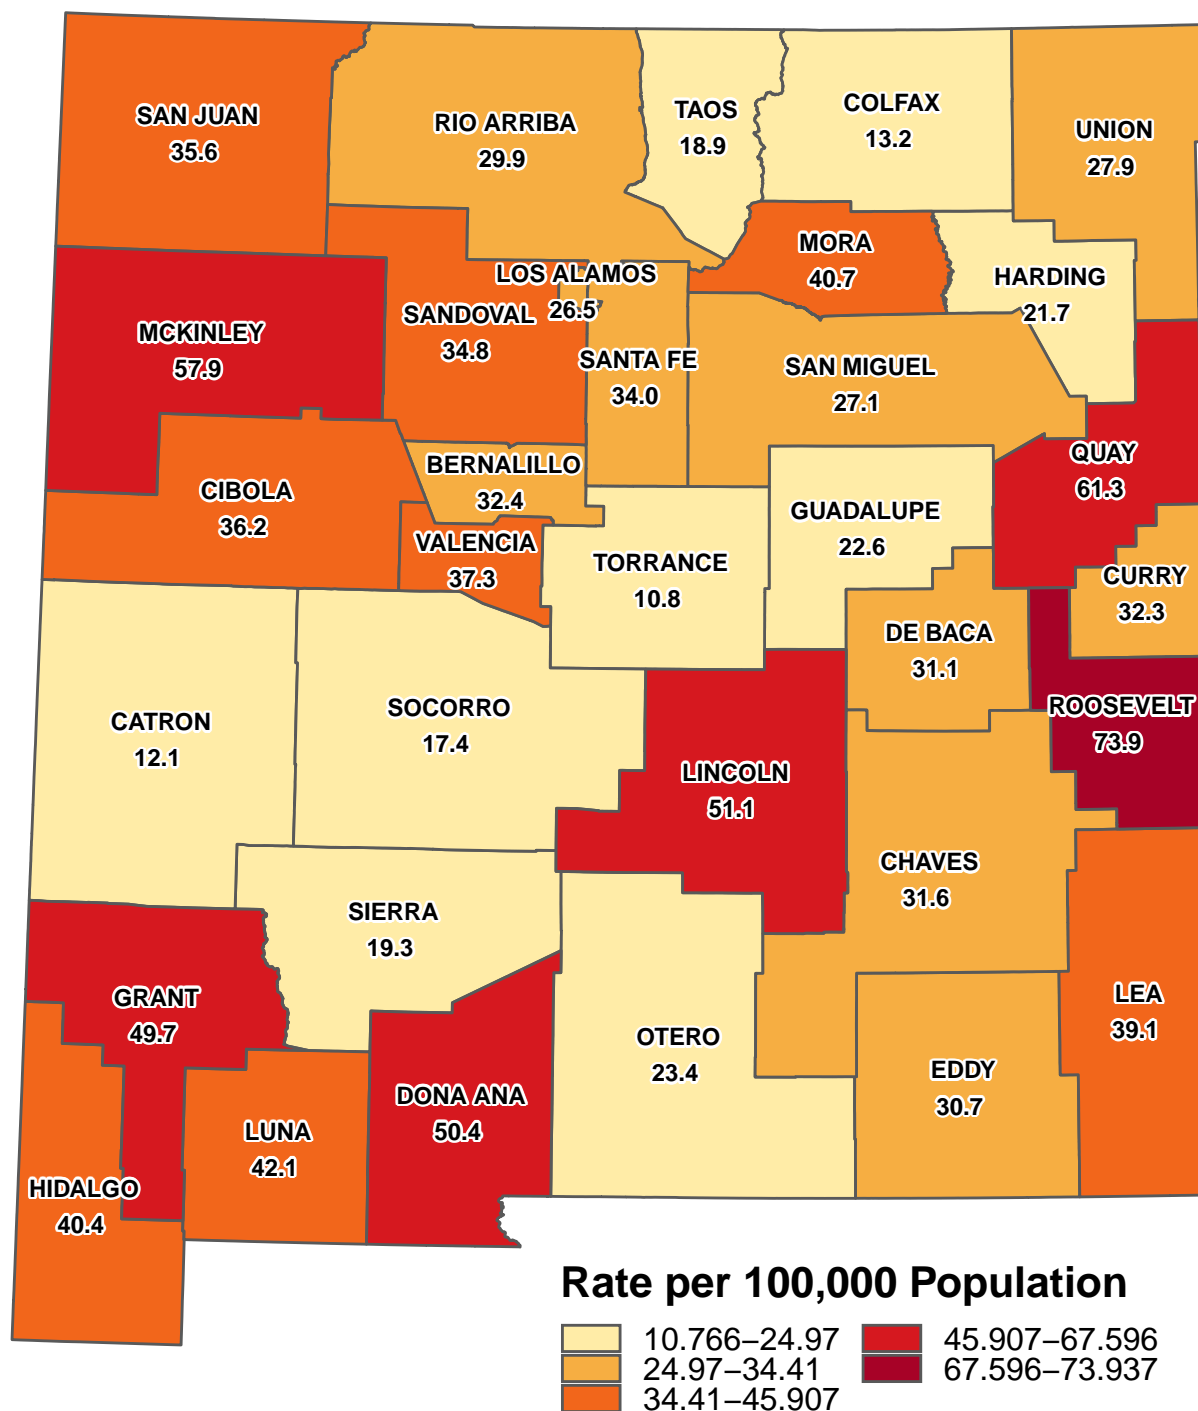 SAN JUAN
35.6
RIO ARRIBA
29.9
TAOS
18.9
COLFAX
13.2
UNION
27.9
MORA
40.7
HARDING
21.7
LOS ALAMOS
26.5
SANDOVAL
34.8
MCKINLEY
57.9
SANTA FE
34.0
SAN MIGUEL
27.1
QUAY
61.3
BERNALILLO
32.4
CIBOLA
36.2
GUADALUPE
22.6
VALENCIA
37.3
TORRANCE
10.8
CURRY
32.3
DE BACA
31.1
ROOSEVELT
73.9
CATRON
12.1
SOCORRO
17.4
LINCOLN
51.1
CHAVES
31.6
SIERRA
19.3
GRANT
49.7
LEA
39.1
OTERO
23.4
EDDY
30.7
DONA ANA
50.4
LUNA
42.1
HIDALGO
40.4
Rate per 100,000 Population
10.766−24.97
24.97−34.41
34.41−45.907
45.907−67.596
67.596−73.937